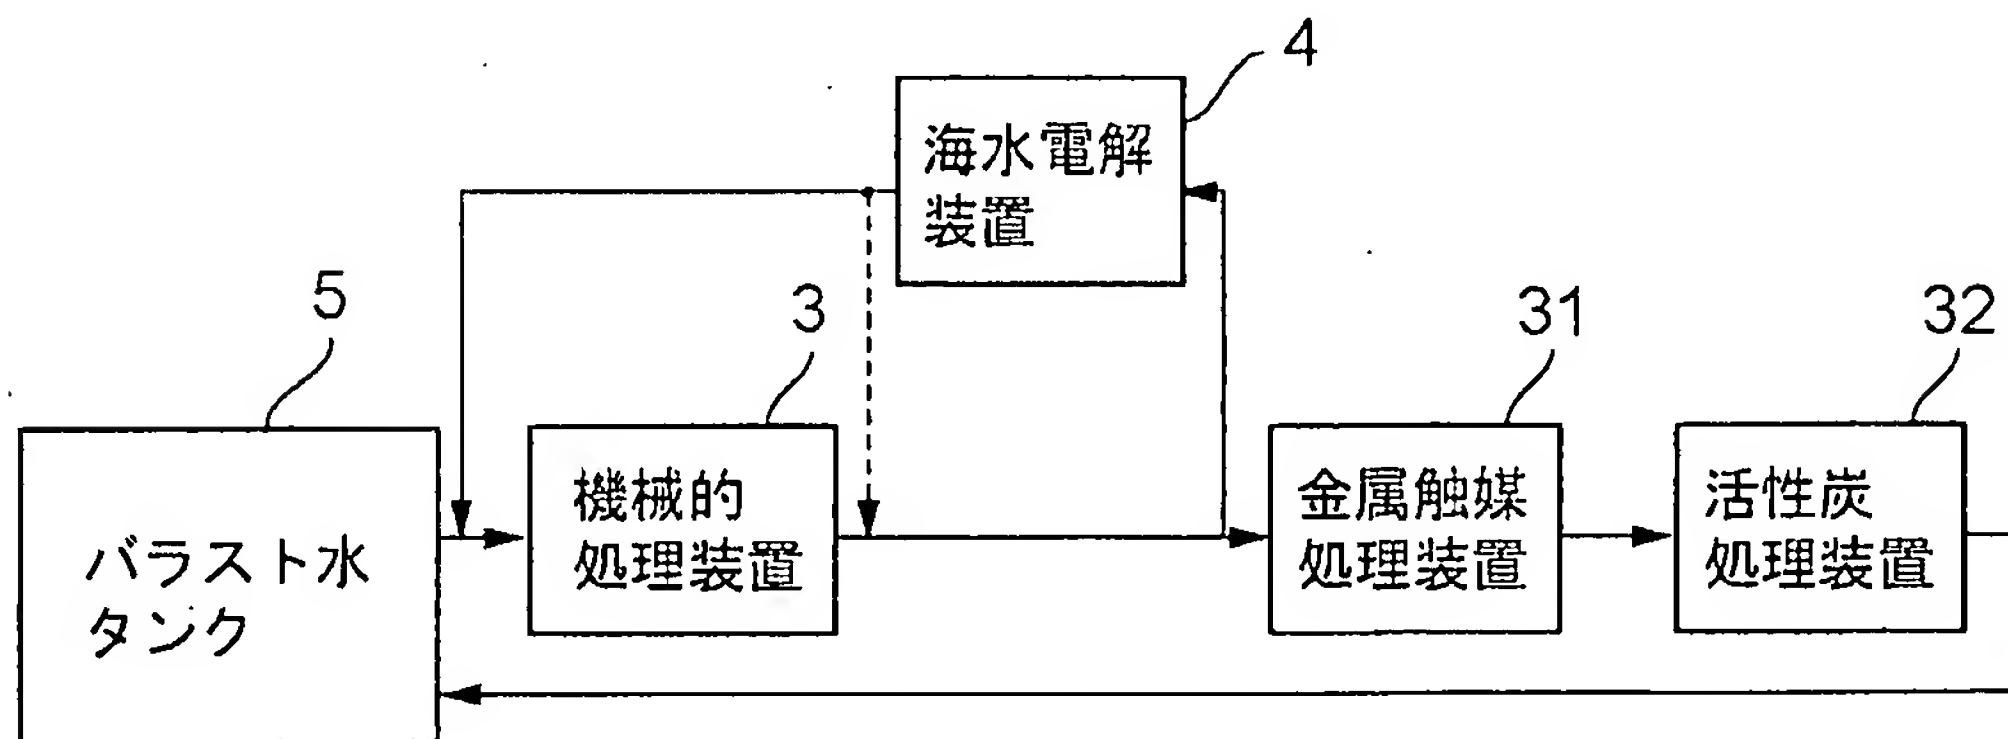 4
海水電解
装置
5
3
31
32
バラスト水
タンク
機械的
処理装置
金属触媒
処理装置
活性炭
処理装置